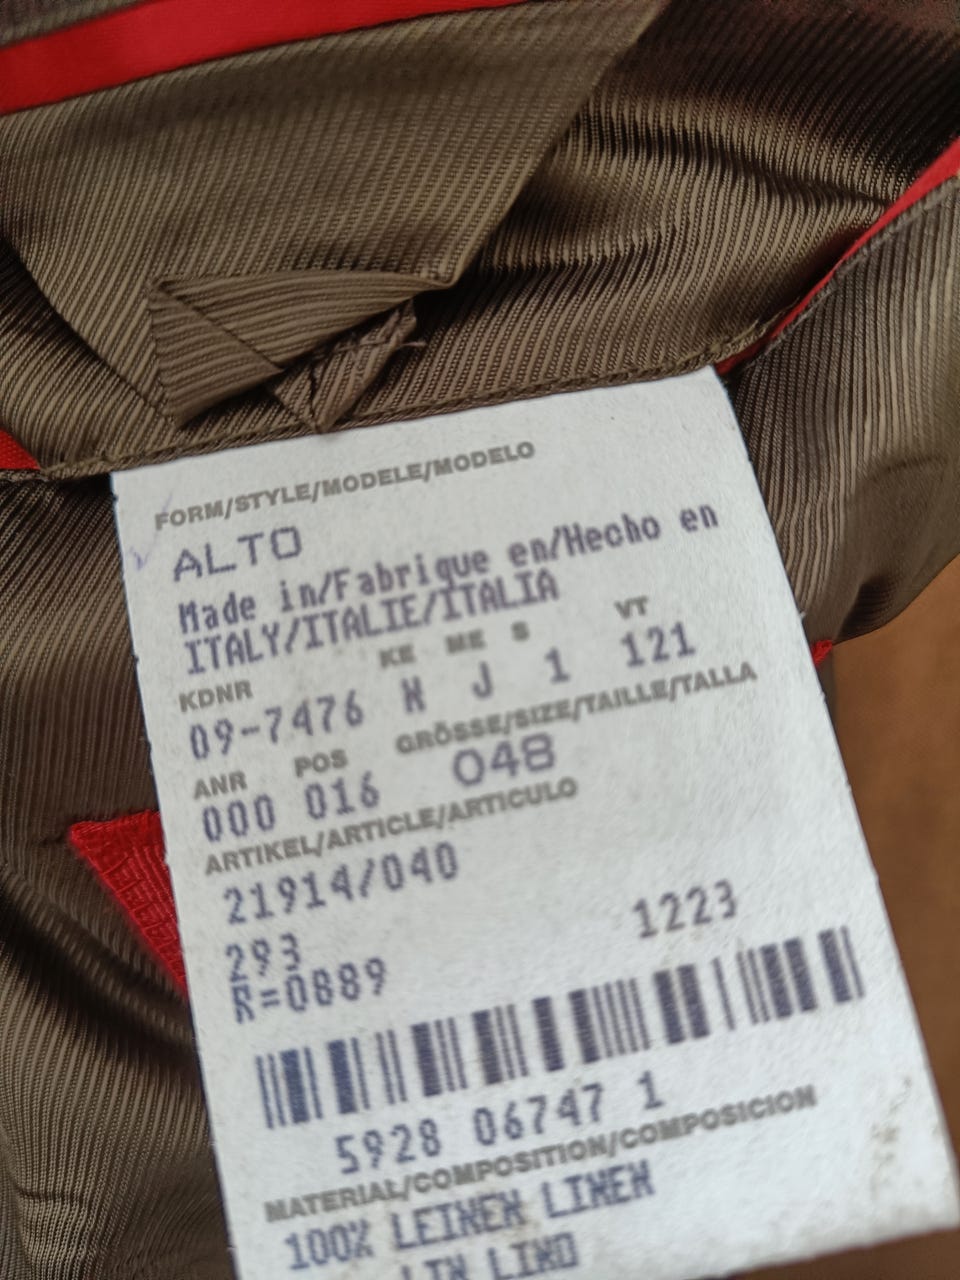 FORM/STYLE/MODELE/MODELO
ALTO
Made in/Fabrique en/Hecho en
ITALY/ITALIE/ITALIA
KDNR KE ME S VT
09-7476 H J 1 121
ANR POS GRÖSSE/SIZE/TAILLE/TALLA
000 016 048
ARTIKEL/ARTICLE/ARTICULO
21914/040
293 1223
R=0889
5928 06747 1
MATERIAL/COMPOSITION/COMPOSICION
100% LEINEN LINEN
LIN LINO